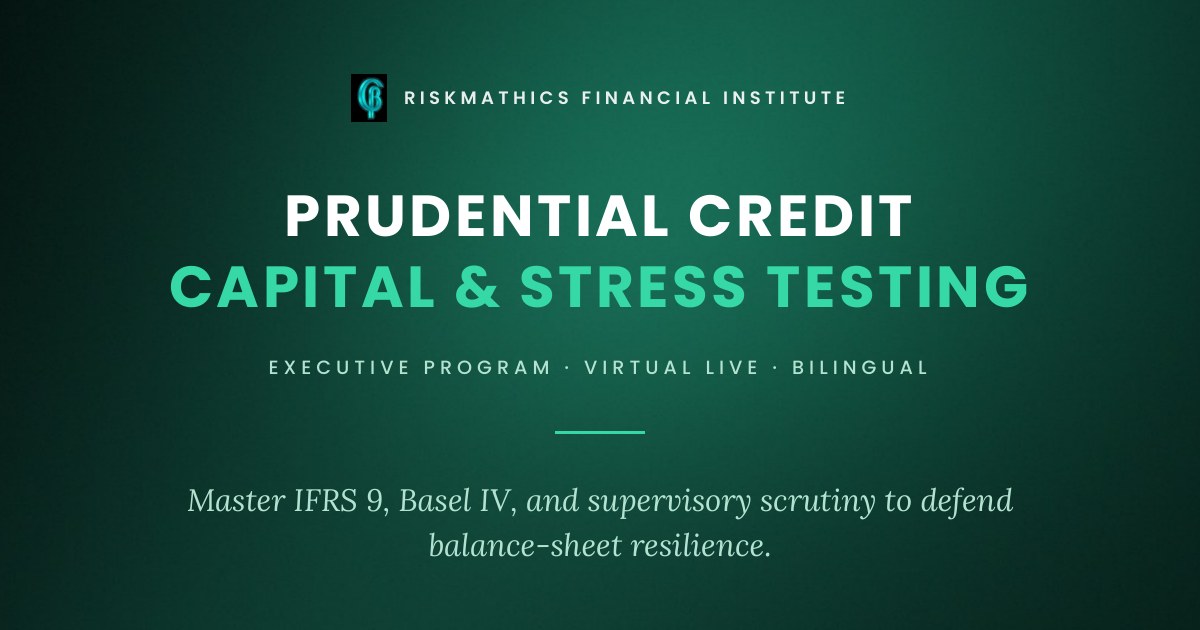 RISKMATHICS FINANCIAL INSTITUTE
PRUDENTIAL CREDIT
CAPITAL & STRESS TESTING
EXECUTIVE PROGRAM · VIRTUAL LIVE · BILINGUAL
Master IFRS 9, Basel IV, and supervisory scrutiny to defend
balance-sheet resilience.